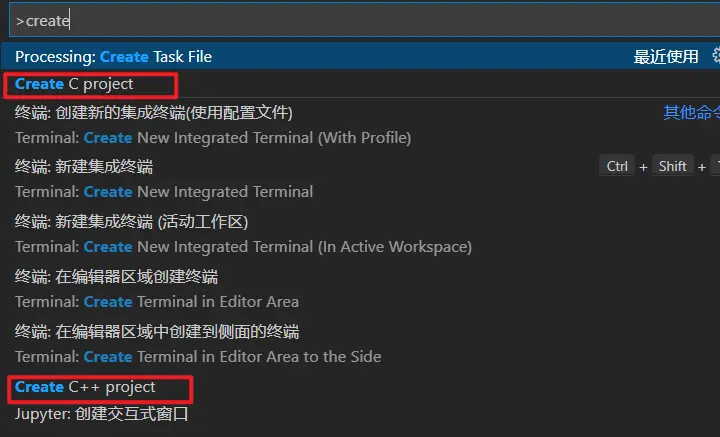 >create
Processing: Create Task File 最近使用
Create C project
终端: 创建新的集成终端(使用配置文件) 其他命令
Terminal: Create New Integrated Terminal (With Profile)
终端: 新建集成终端 Ctrl + Shift +
Terminal: Create New Integrated Terminal
终端: 新建集成终端 (活动工作区)
Terminal: Create New Integrated Terminal (In Active Workspace)
终端: 在编辑器区域创建终端
Terminal: Create Terminal in Editor Area
终端: 在编辑器区域中创建到侧面的终端
Terminal: Create Terminal in Editor Area to the Side
Create C++ project
Jupyter: 创建交互式窗口